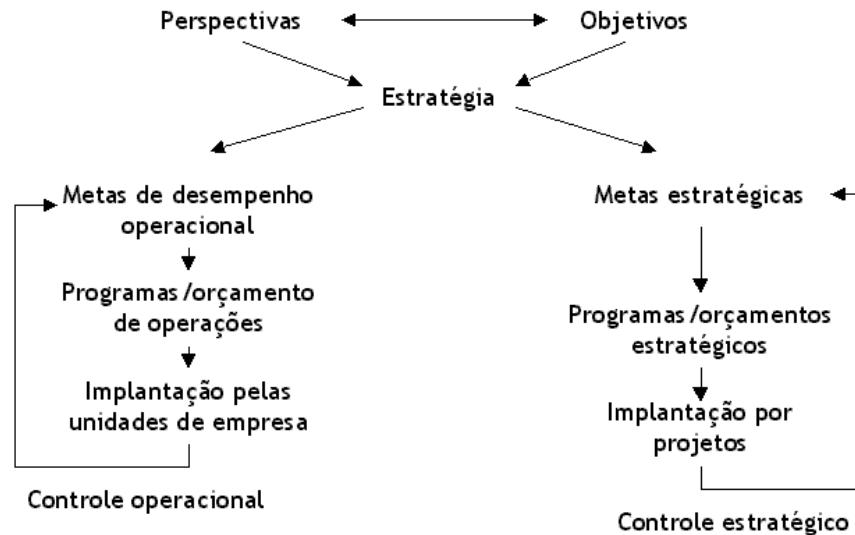 Perspectivas
Objetivos
Estratégia
Metas de desempenho
operacional
Programas/orçamento
de operações
Implantação pelas
unidades de empresa
Controle operacional
Metas estratégicas
Programas/orçamentos
estratégicos
Implantação por
projetos
Controle estratégico